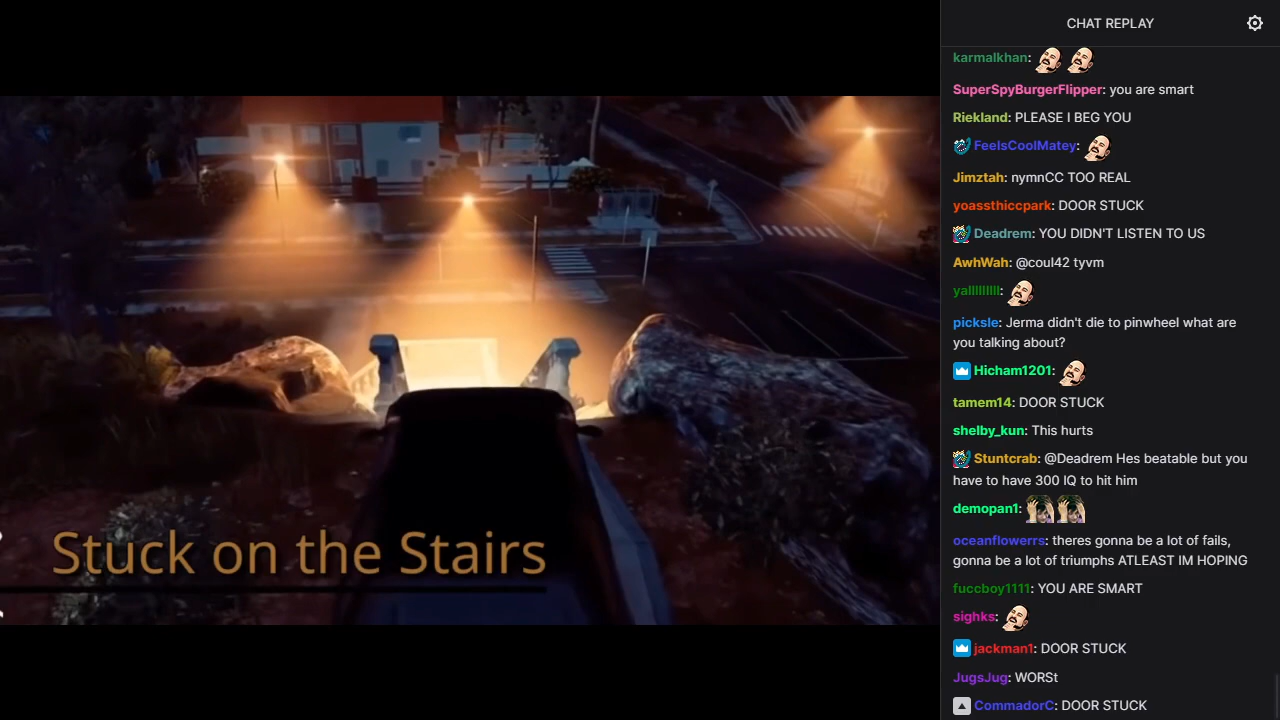 CHAT REPLAY
karmalkhan:
SuperSpyBurgerFlipper: you are smart
Riekland: PLEASE I BEG YOU
FeelsCoolMatey:
Jimztah: nymnCC TOO REAL
yoassthiccpark: DOOR STUCK
Deadrem: YOU DIDN'T LISTEN TO US
AwhWah: @coul42 tyvm
yallllllll:
picksle: Jerma didn't die to pinwheel what are
you talking about?
Hicham1201:
tamem14: DOOR STUCK
shelby_kun: This hurts
Stuntcrab: @Deadrem Hes beatable but you
have to have 300 IQ to hit him
demopan1:
oceanflowerrs: theres gonna be a lot of fails,
gonna be a lot of triumphs ATLEAST IM HOPING
fuccboy1111: YOU ARE SMART
sighks:
jackman1: DOOR STUCK
JugsJug: WORSt
CommadorC: DOOR STUCK
Stuck on the Stairs